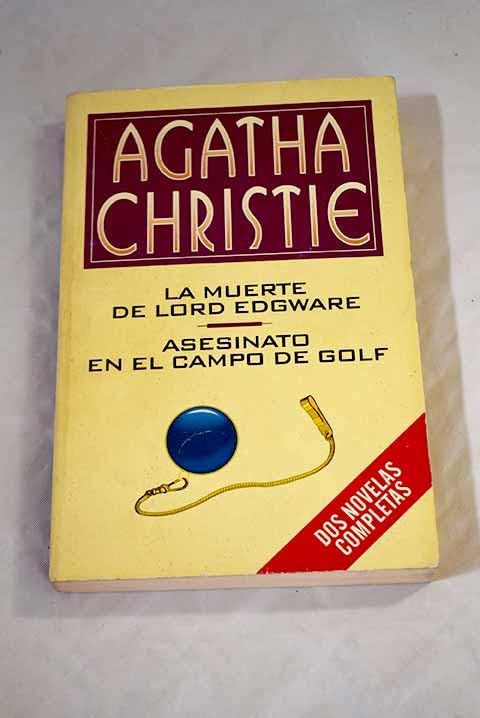 AGATHA
CHRISTIE
LA MUERTE
DE LORD EDGWARE
ASESINATO
EN EL CAMPO DE GOLF
DOS NOVELAS
COMPLETAS